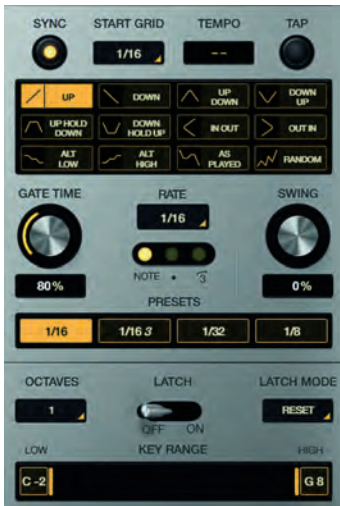 SYNC START GRID TEMPO TAP
1/16 --
UP DOWN UP DOWN DOWN UP
UP HOLD DOWN DOWN HOLD UP IN OUT OUT IN
ALT LOW ALT HIGH AS PLAYED RANDOM
GATE TIME RATE SWING
1/16
NOTE • 3
80% 0%
PRESETS
1/16 1/16 3 1/32 1/8
OCTAVES LATCH LATCH MODE
1 RESET
OFF ON
LOW KEY RANGE HIGH
C -2 G 8